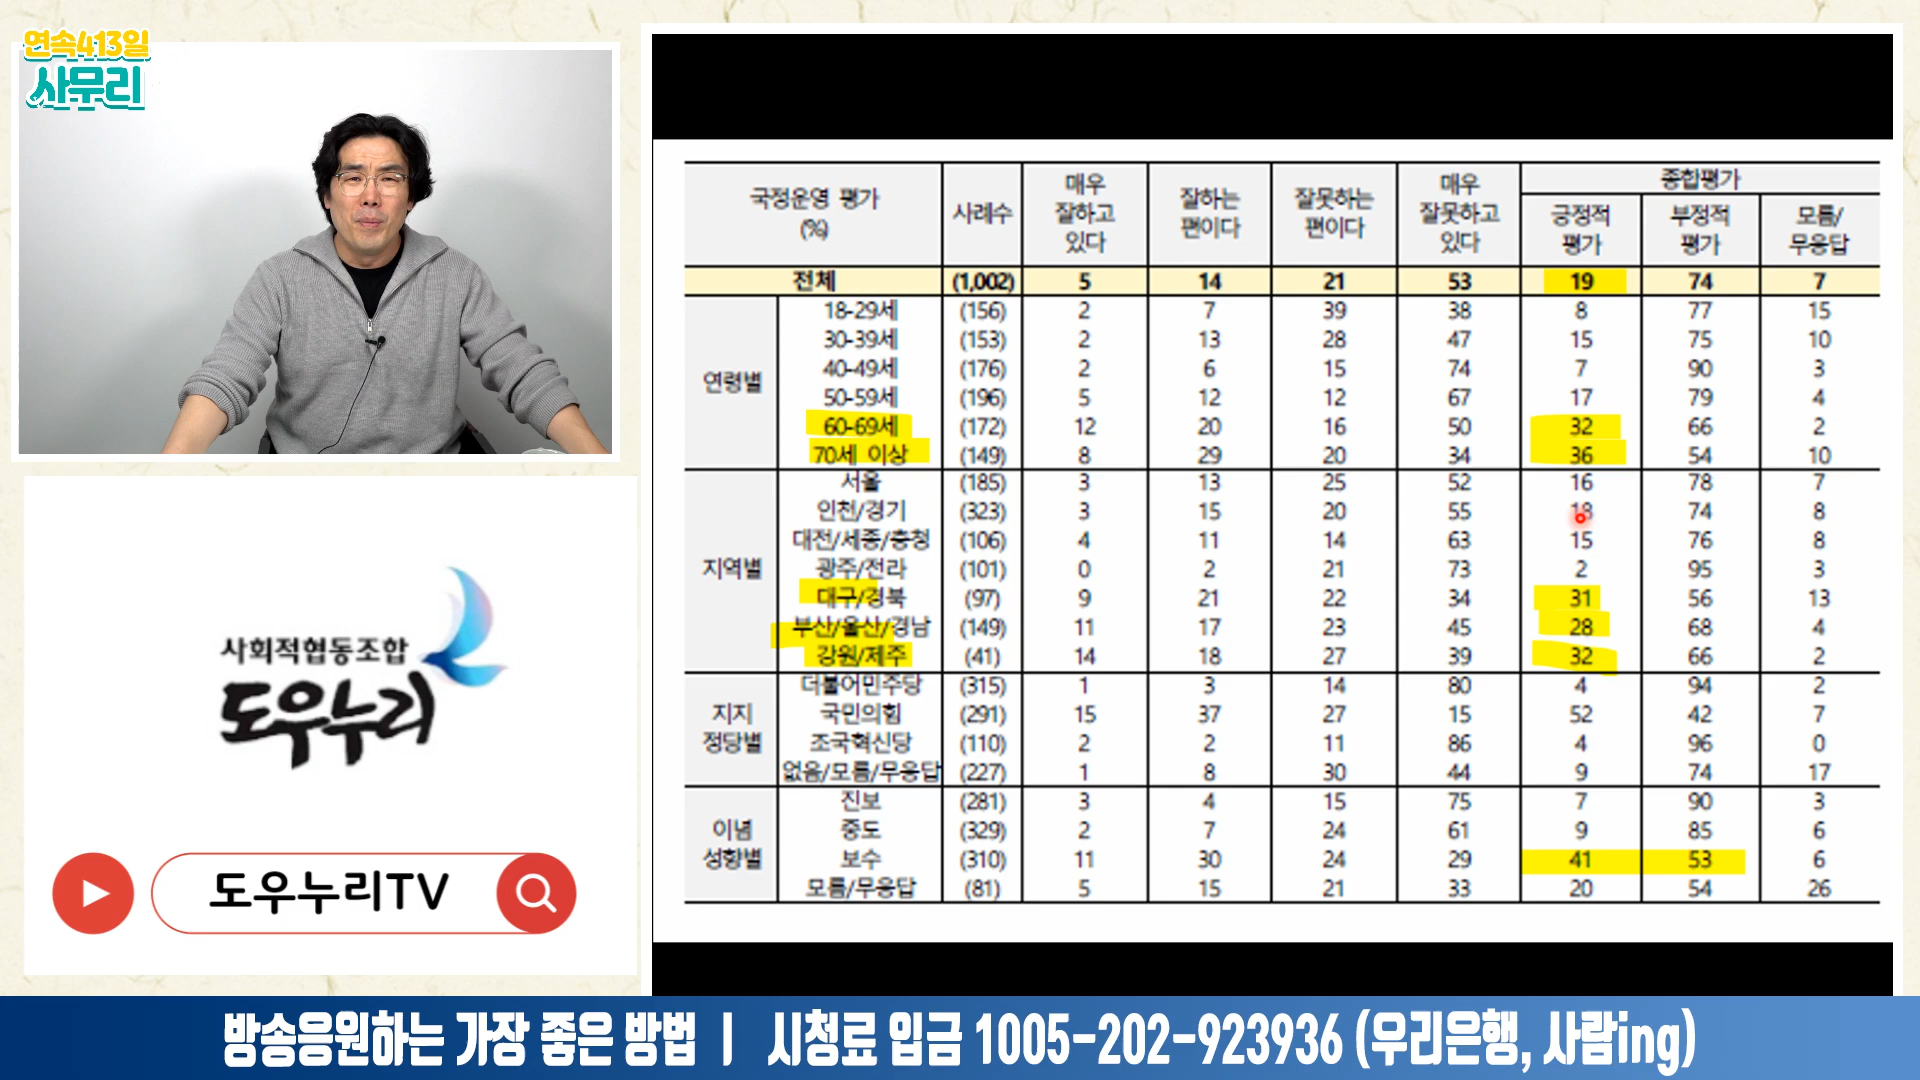 연속413일
사무리
사회적협동조합
도우누리
도우누리TV
국정운영 평가 (%) 사례수 매우 잘하고 있다 잘하는 편이다 잘못하는 편이다 매우 잘못하고 있다 종합평가
긍정적 평가 부정적 평가 모름/무응답
전체 (1,002) 5 14 21 53 19 74 7
연령별
18-29세 (156) 2 7 39 38 8 77 15
30-39세 (153) 2 13 28 47 15 75 10
40-49세 (176) 2 6 15 74 7 90 3
50-59세 (196) 5 12 12 67 17 79 4
60-69세 (172) 12 20 16 50 32 66 2
70세 이상 (149) 8 29 20 34 36 54 10
지역별
서울 (185) 3 13 25 52 16 78 7
인천/경기 (323) 3 15 20 55 18 74 8
대전/세종/충청 (106) 4 11 14 63 15 76 8
광주/전라 (101) 0 2 21 73 2 95 3
대구/경북 (97) 9 21 22 34 31 56 13
부산/울산/경남 (149) 11 17 23 45 28 68 4
강원/제주 (41) 14 18 27 39 32 66 2
지지 정당별
더불어민주당 (315) 1 3 14 80 4 94 2
국민의힘 (291) 15 37 27 15 52 42 7
조국혁신당 (110) 2 2 11 86 4 96 0
없음/모름/무응답 (227) 1 8 30 44 9 74 17
이념 성향별
진보 (281) 3 4 15 75 7 90 3
중도 (329) 2 7 24 61 9 85 6
보수 (310) 11 30 24 29 41 53 6
모름/무응답 (81) 5 15 21 33 20 54 26
방송응원하는 가장 좋은 방법 ㅣ 시청료 입금 1005-202-923936 (우리은행, 사람ing)